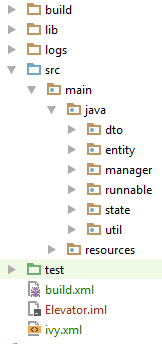 build
lib
logs
src
main
java
dto
entity
manager
runnable
state
util
resources
test
build.xml
Elevator.iml
ivy.xml